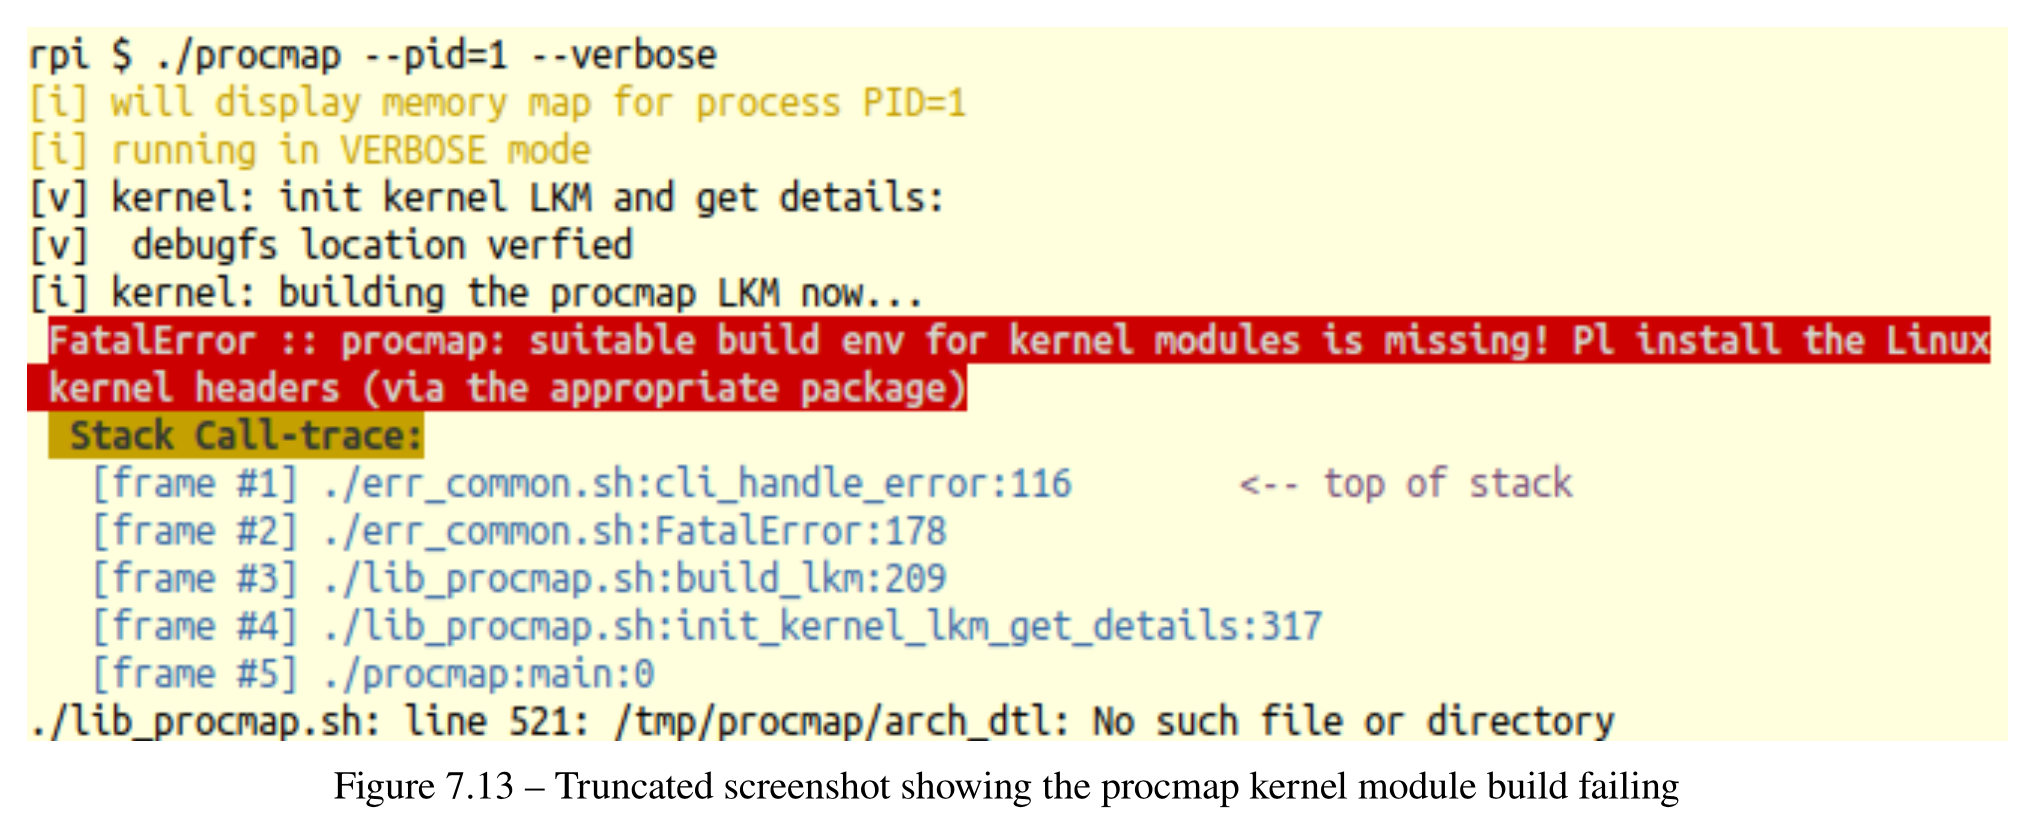 rpi $ ./procmap --pid=1 --verbose
[i] will display memory map for process PID=1
[i] running in VERBOSE mode
[v] kernel: init kernel LKM and get details:
[v]  debugfs location verfied
[i] kernel: building the procmap LKM now...
FatalError :: procmap: suitable build env for kernel modules is missing! Pl install the Linux
kernel headers (via the appropriate package)
Stack Call-trace:
[frame #1] ./err_common.sh:cli_handle_error:116        <-- top of stack
[frame #2] ./err_common.sh:FatalError:178
[frame #3] ./lib_procmap.sh:build_lkm:209
[frame #4] ./lib_procmap.sh:init_kernel_lkm_get_details:317
[frame #5] ./procmap:main:0
./lib_procmap.sh: line 521: /tmp/procmap/arch_dtl: No such file or directory
Figure 7.13 – Truncated screenshot showing the procmap kernel module build failing